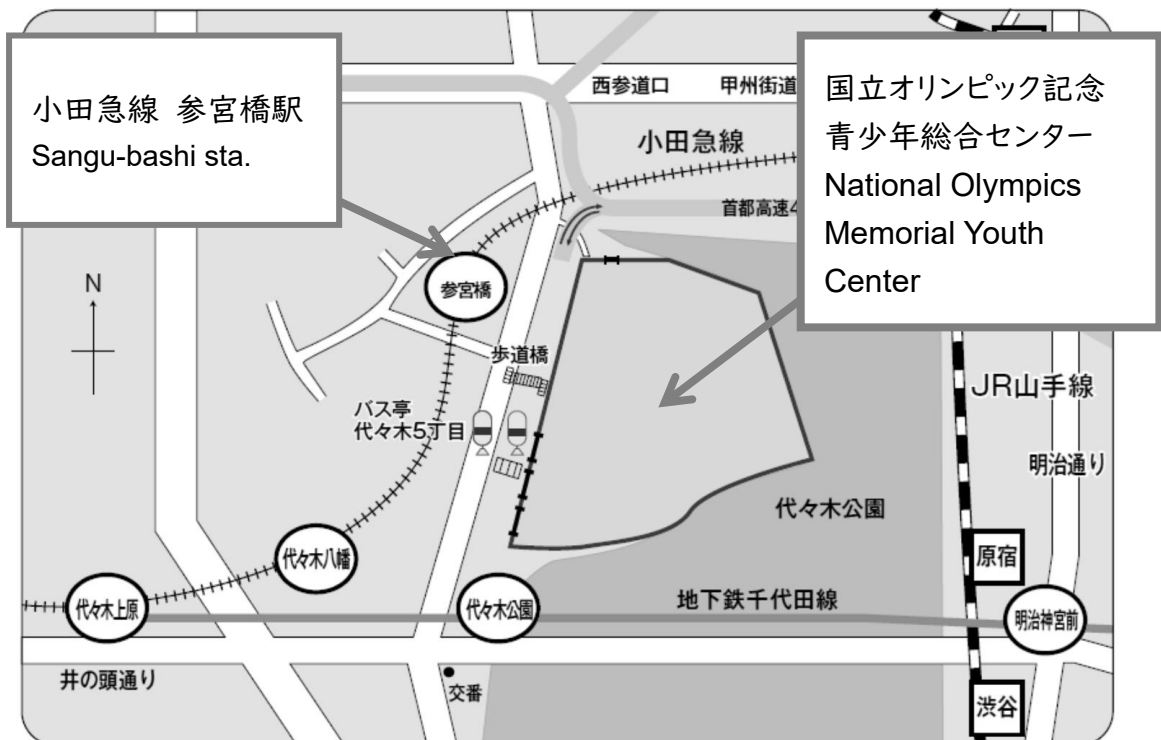 小田急線 参宮橋駅
Sangu-bashi sta.
西参道口
甲州街道
国立オリンピック記念
青少年総合センター
National Olympics
Memorial Youth
Center
小田急線
首都高速4
N
参宮橋
歩道橋
バス亭
代々木5丁目
JR山手線
明治通り
代々木公園
代々木八幡
原宿
代々木上原
代々木公園
地下鉄千代田線
明治神宮前
井の頭通り
交番
渋谷